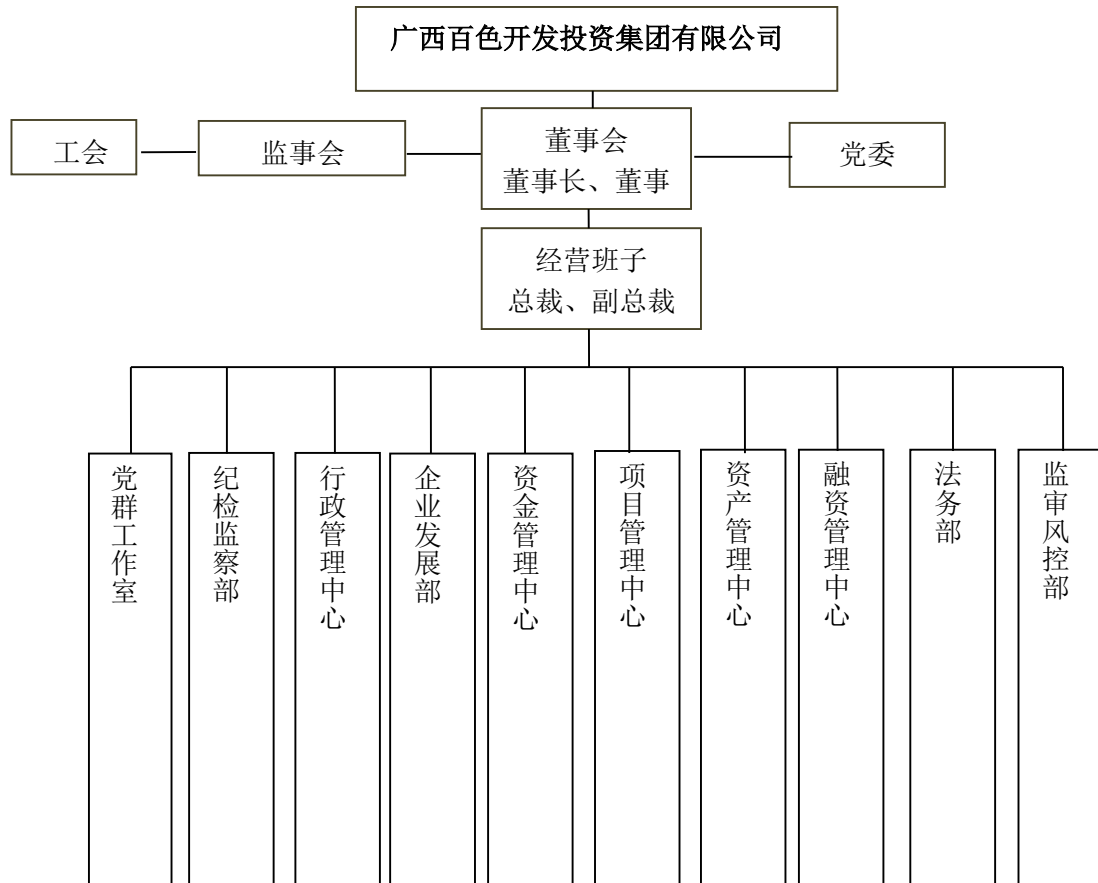 广西百色开发投资集团有限公司
工会
监事会
董事会
董事长、董事
党委
经营班子
总裁、副总裁
党群工作室
纪检监察部
行政管理中心
企业发展部
资金管理中心
项目管理中心
资产管理中心
融资管理中心
法务部
监审风控部